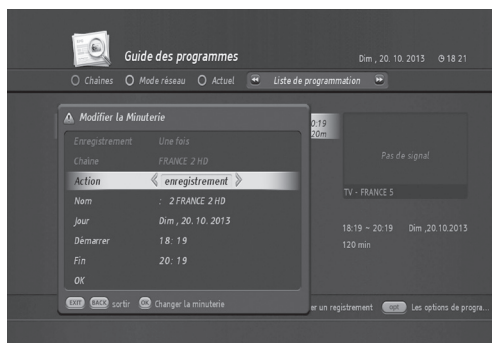 Guide des programmes
Dim , 20. 10. 2013 18 21
Chaînes Mode réseau Actuel Liste de programmation
Modifier la Minuterie
Enregistrement Une fois
Chaîne FRANCE 2 HD
Action enregistrement
Nom : 2 FRANCE 2 HD
Jour Dim , 20. 10. 2013
Démarrer 18: 19
Fin 20: 19
OK
EXIT BACK sortir OK Changer la minuterie
0:19
20m
Pas de signal
TV - FRANCE 5
18:19 ~ 20:19 Dim ,20.10.2013
120 min
er un registrement opt Les options de progra...